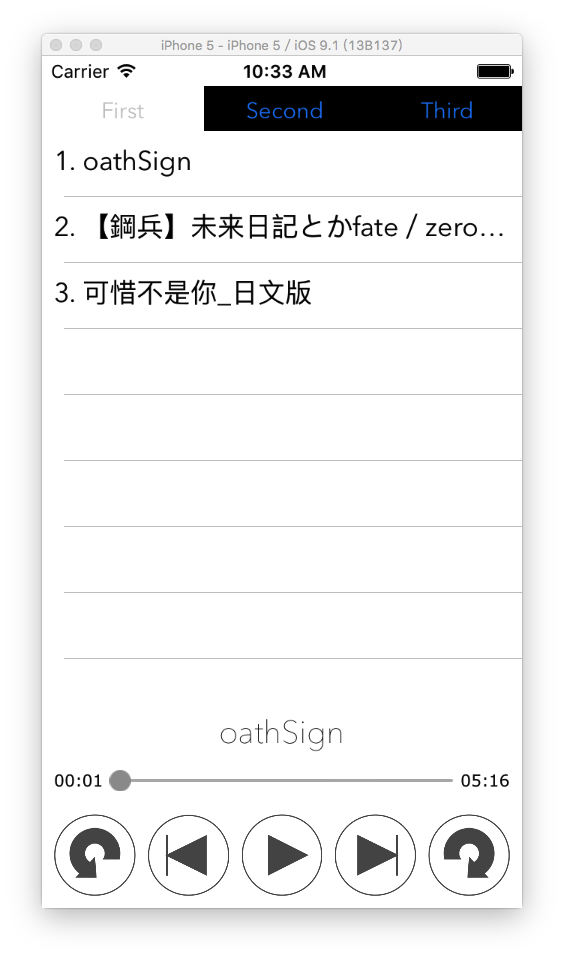 iPhone 5 - iPhone 5 / iOS 9.1 (13B137)
Carrier 10:33 AM
First Second Third
1. oathSign
2. 【鋼兵】未来日記とかfate / zero…
3. 可惜不是你_日文版
oathSign
00:01 05:16